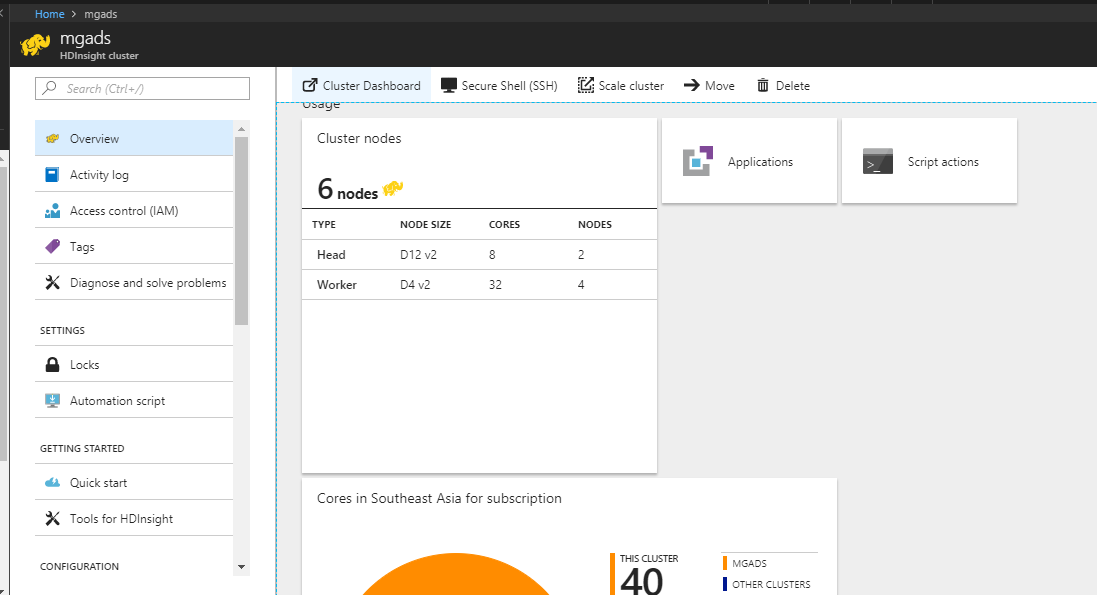 Home > mgads
mgads
HDInsight cluster
Search (Ctrl+/)
Overview
Activity log
Access control (IAM)
Tags
Diagnose and solve problems
SETTINGS
Locks
Automation script
GETTING STARTED
Quick start
Tools for HDInsight
CONFIGURATION
Cluster Dashboard Secure Shell (SSH) Scale cluster Move Delete
Usage
Cluster nodes
6 nodes
TYPE NODE SIZE CORES NODES
Head D12 v2 8 2
Worker D4 v2 32 4
Applications
Script actions
Cores in Southeast Asia for subscription
THIS CLUSTER
40
MGADS
OTHER CLUSTERS